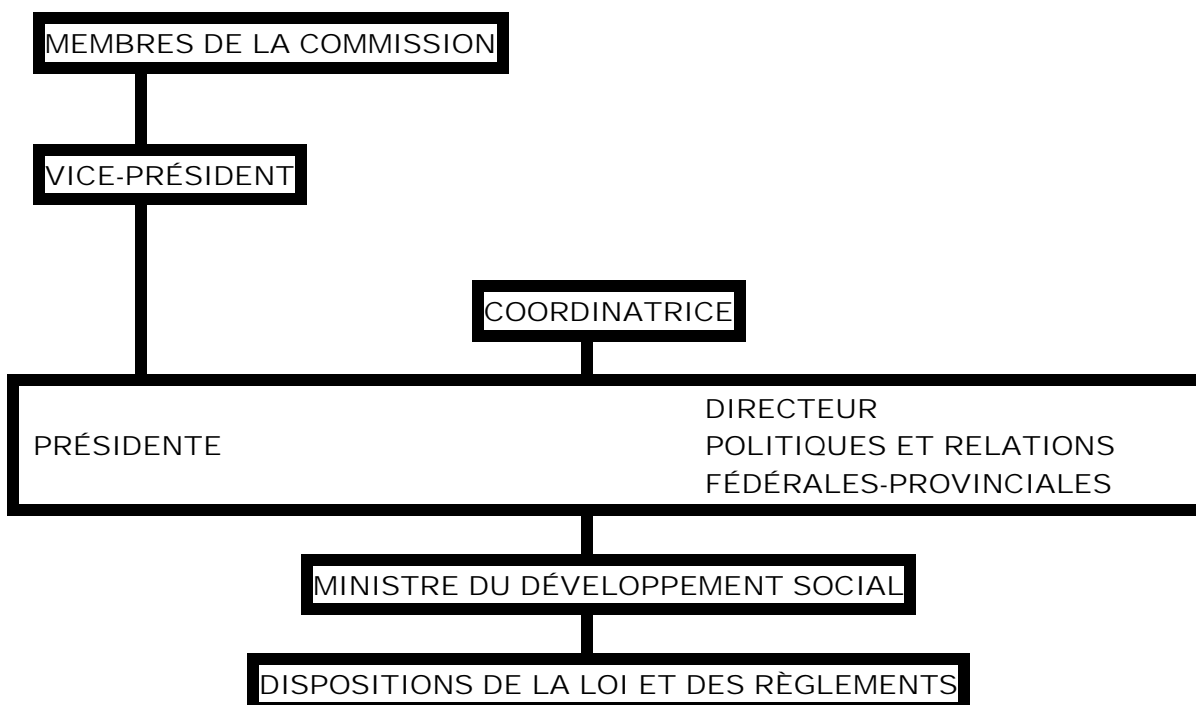 MEMBRES DE LA COMMISSION
VICE-PRÉSIDENT
COORDINATRICE
PRÉSIDENTE
DIRECTEUR
POLITIQUES ET RELATIONS
FÉDÉRALES-PROVINCIALES
MINISTRE DU DÉVELOPPEMENT SOCIAL
DISPOSITIONS DE LA LOI ET DES RÈGLEMENTS